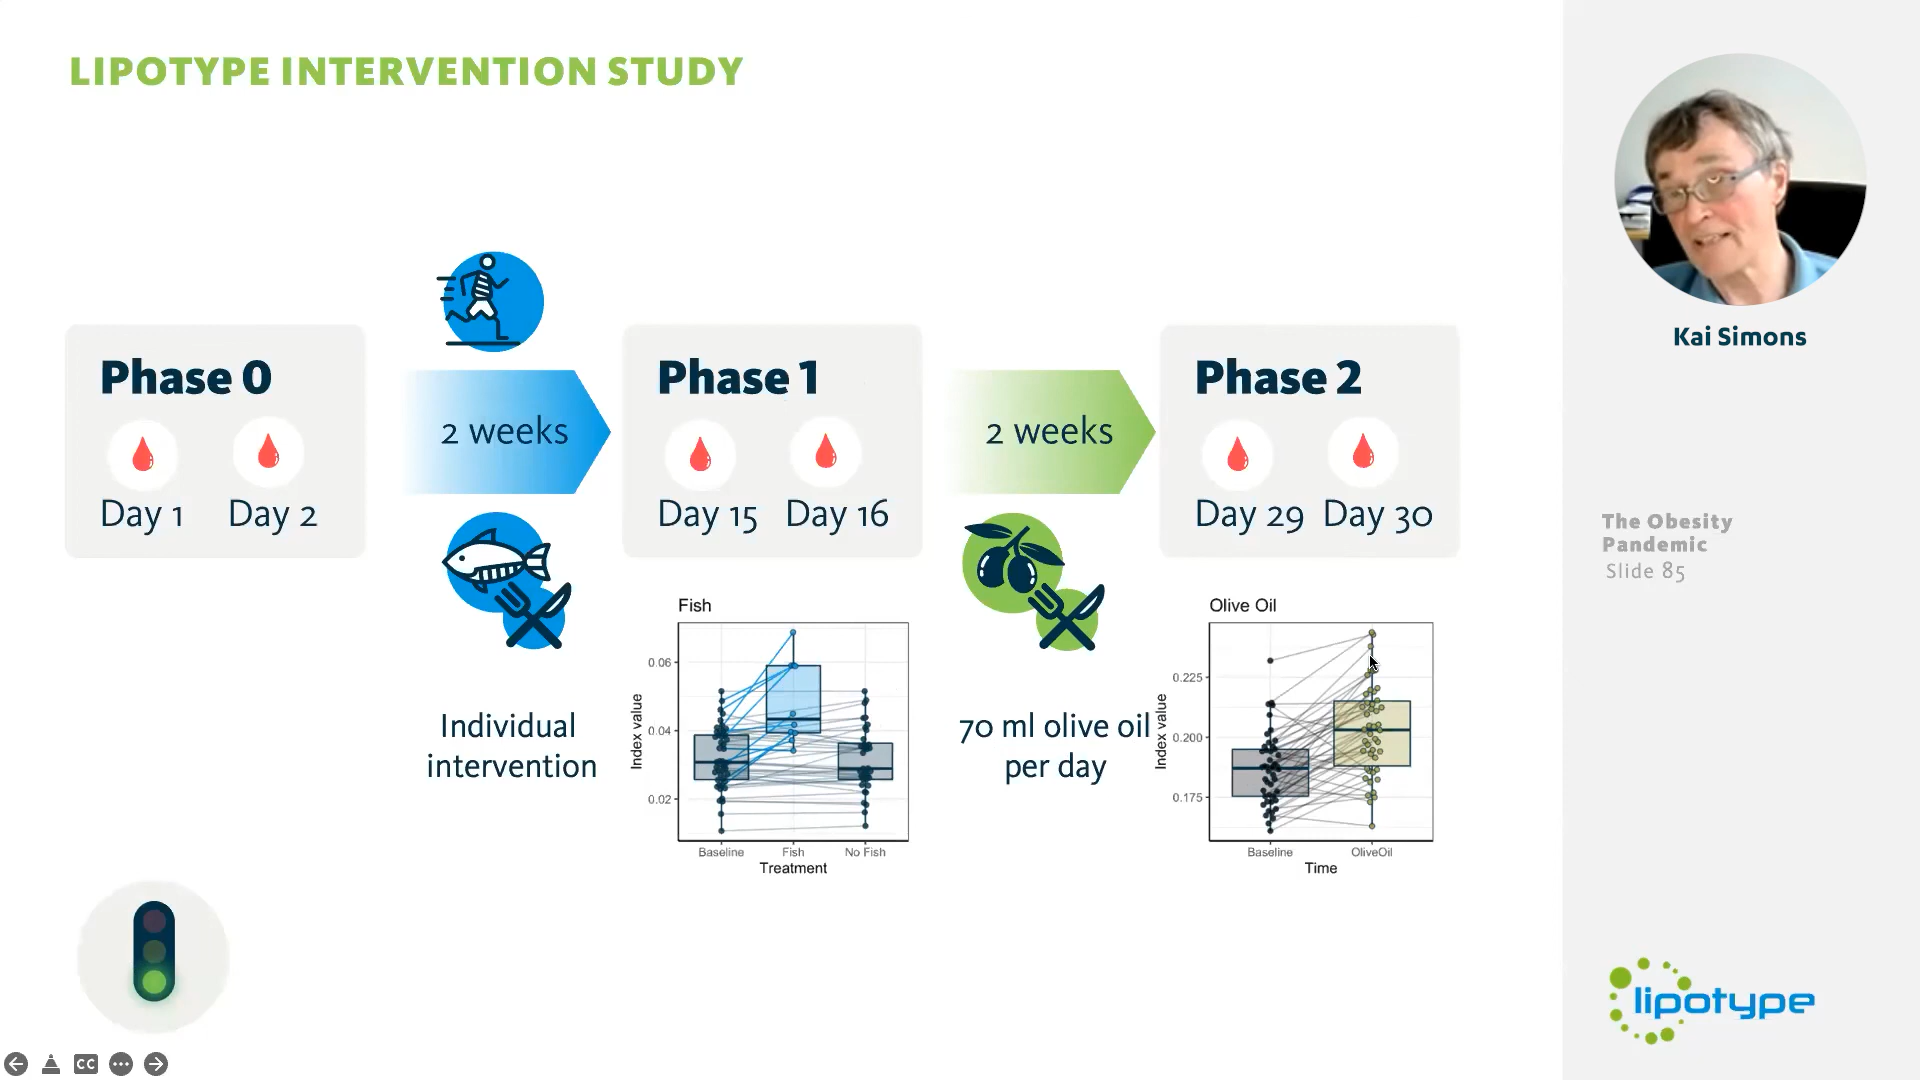 LIPOTYPE INTERVENTION STUDY
Phase 0
Day 1 Day 2
2 weeks
Individual
intervention
Phase 1
Day 15 Day 16
Fish
Index value
0.06
0.04
0.02
Baseline Fish No Fish
Treatment
2 weeks
70 ml olive oil
per day
Phase 2
Day 29 Day 30
Olive Oil
Index value
0.225
0.200
0.175
Baseline OliveOil
Time
Kai Simons
The Obesity
Pandemic
Slide 85
lipotype
CC